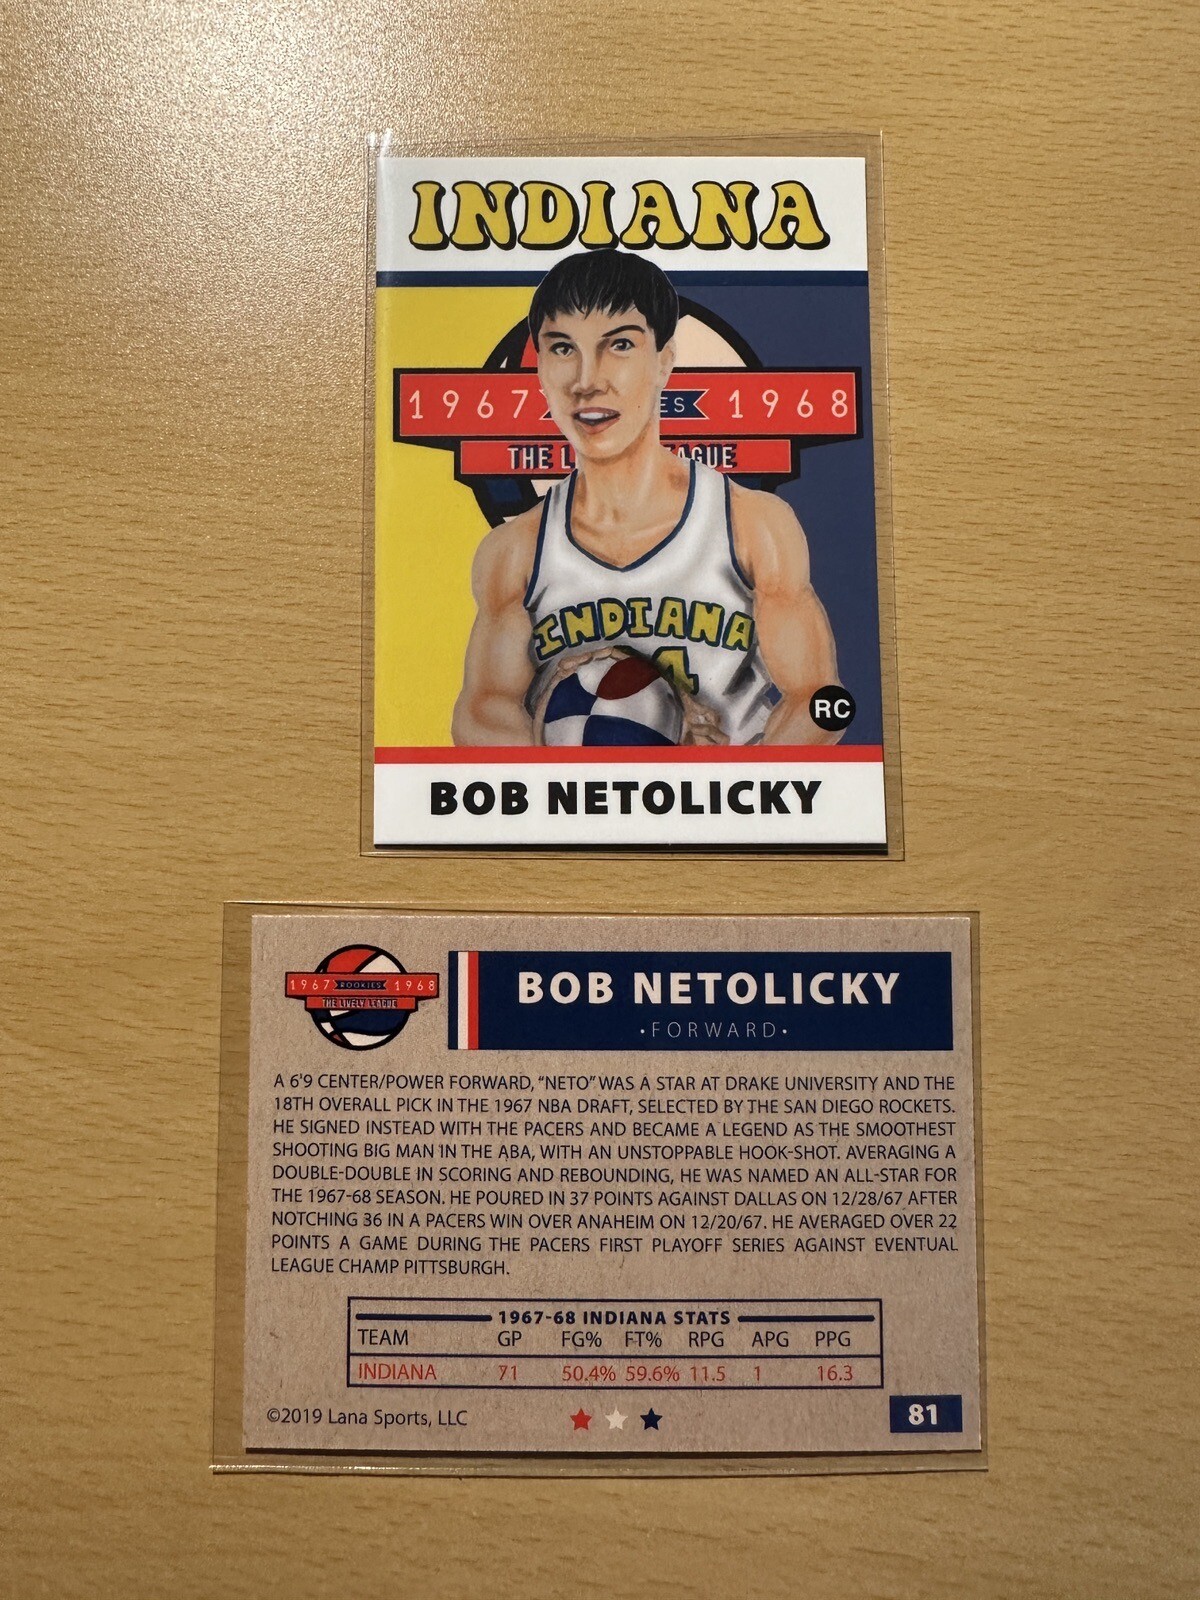 INDIANA
1967 ES 1968
THE L AGUE
INDIANA
4
RC
BOB NETOLICKY
1967 ROOKIES 1968
THE LIVELY LEAGUE
BOB NETOLICKY
•FORWARD•
A 6'9 CENTER/POWER FORWARD, "NETO" WAS A STAR AT DRAKE UNIVERSITY AND THE
18TH OVERALL PICK IN THE 1967 NBA DRAFT, SELECTED BY THE SAN DIEGO ROCKETS.
HE SIGNED INSTEAD WITH THE PACERS AND BECAME A LEGEND AS THE SMOOTHEST
SHOOTING BIG MAN IN THE ABA, WITH AN UNSTOPPABLE HOOK-SHOT. AVERAGING A
DOUBLE-DOUBLE IN SCORING AND REBOUNDING, HE WAS NAMED AN ALL-STAR FOR
THE 1967-68 SEASON. HE POURED IN 37 POINTS AGAINST DALLAS ON 12/28/67 AFTER
NOTCHING 36 IN A PACERS WIN OVER ANAHEIM ON 12/20/67. HE AVERAGED OVER 22
POINTS A GAME DURING THE PACERS FIRST PLAYOFF SERIES AGAINST EVENTUAL
LEAGUE CHAMP PITTSBURGH.
1967-68 INDIANA STATS
TEAM GP FG% FT% RPG APG PPG
INDIANA 71 50.4% 59.6% 11.5 1 16.3
©2019 Lana Sports, LLC
81